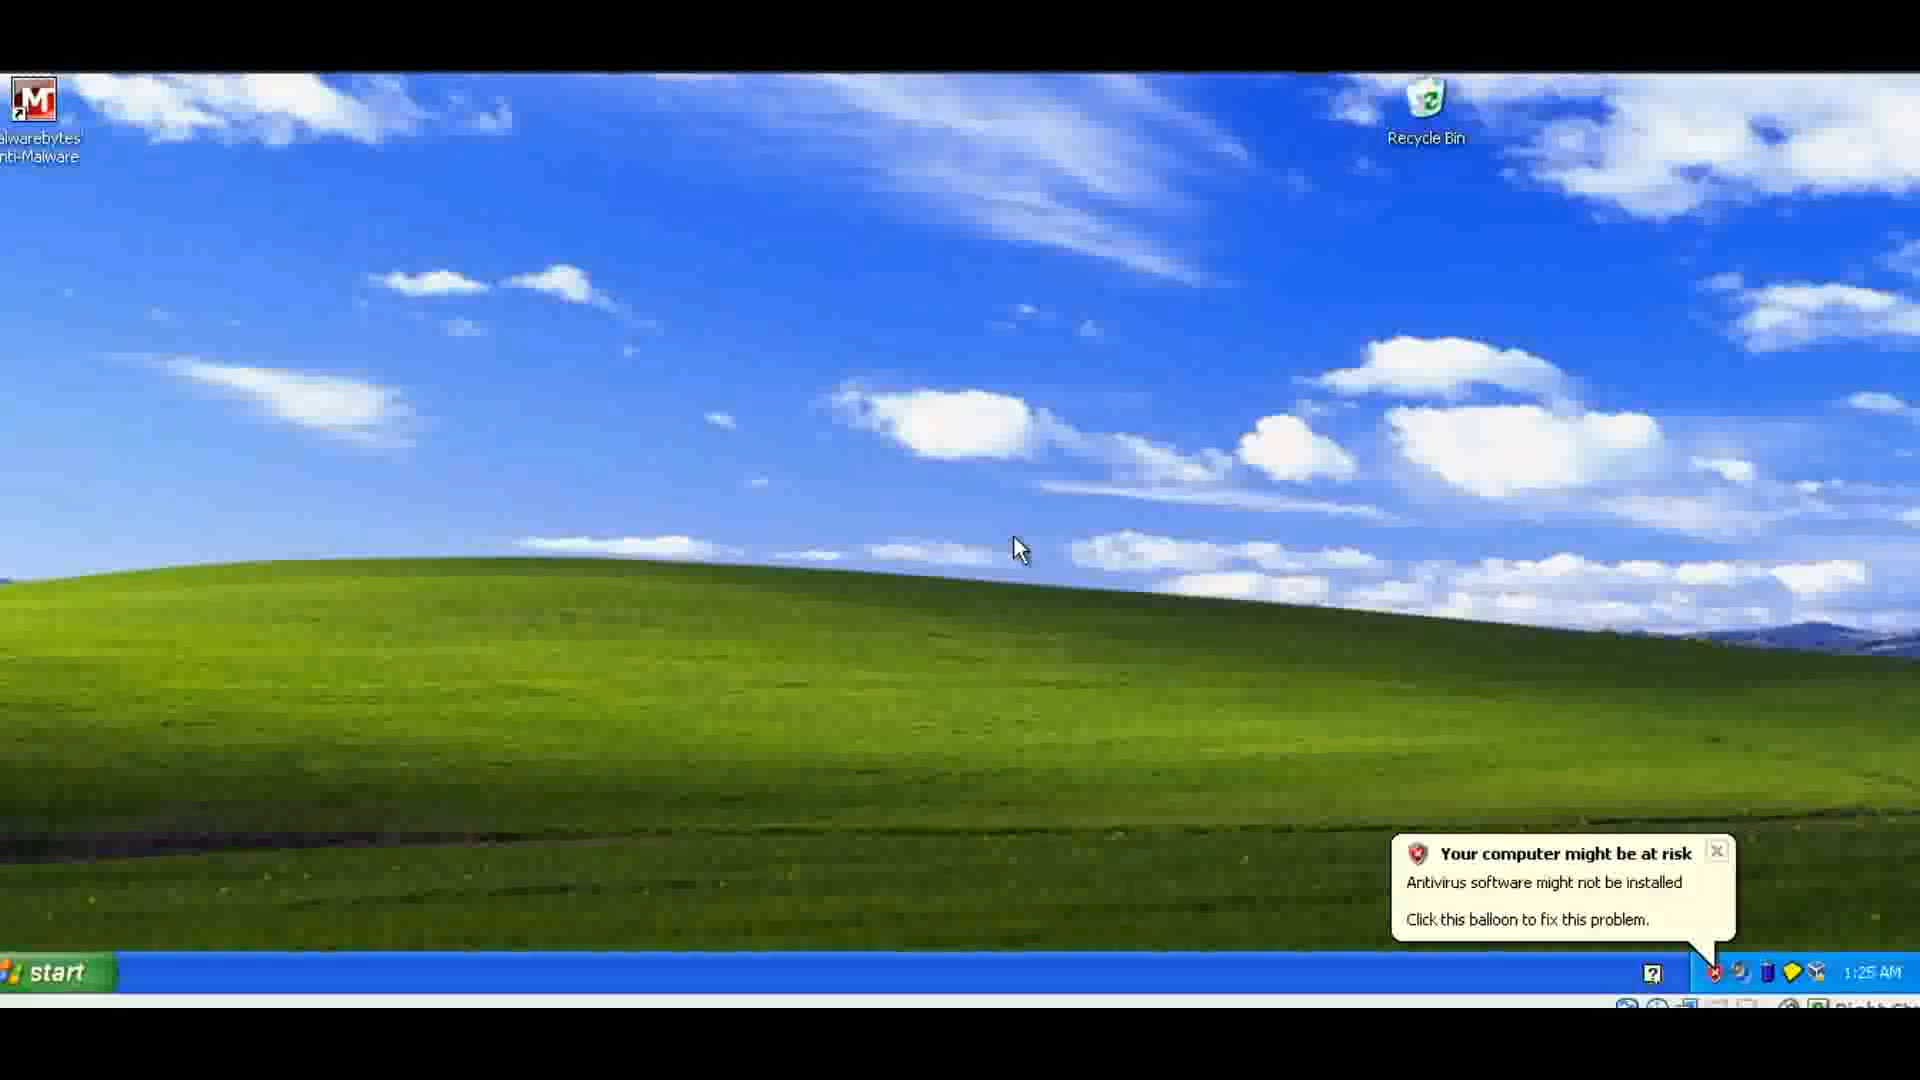 M
alwarebytes
nti-Malware
Recycle Bin
Your computer might be at risk
Antivirus software might not be installed
Click this balloon to fix this problem.
start
?
1:25 AM